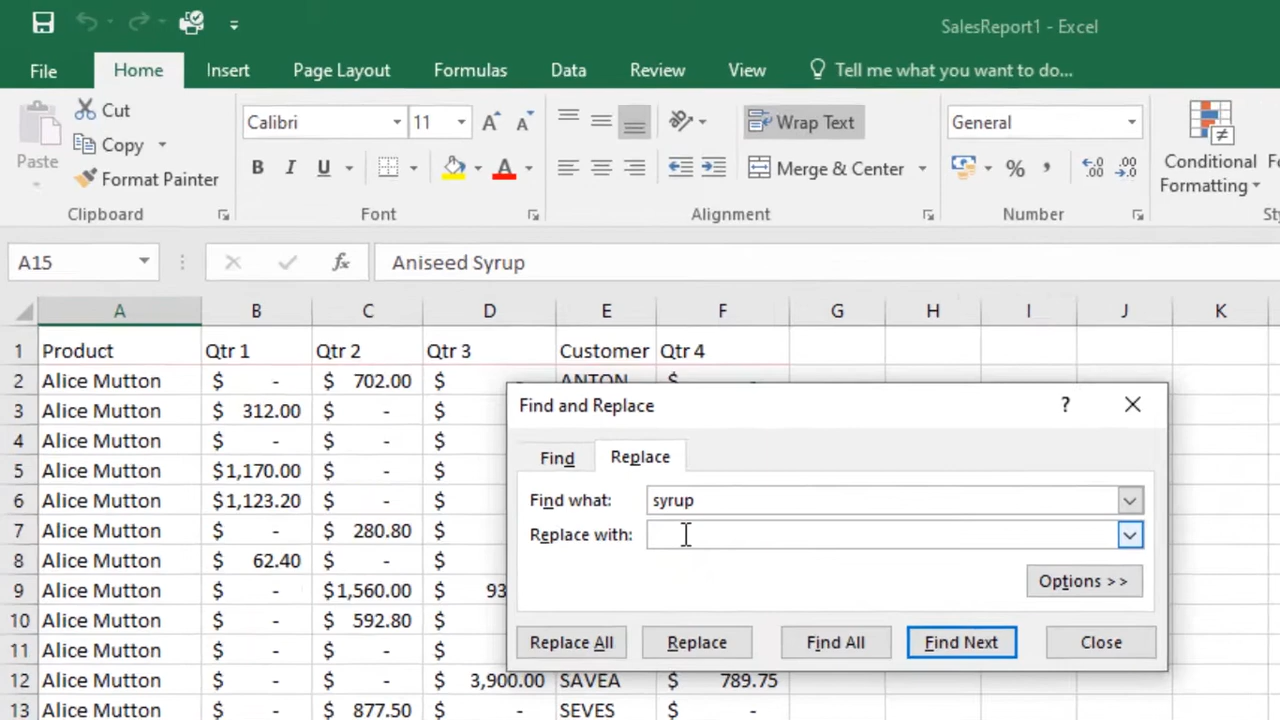 SalesReport1 - Excel
File Home Insert Page Layout Formulas Data Review View Tell me what you want to do...
Paste
Cut
Copy
Format Painter
Clipboard
Calibri 11
B I U A
Font
Wrap Text
Merge & Center
Alignment
General
% , .00 .00
Number
Conditional
Formatting
A15 fx Aniseed Syrup
A B C D E F G H I J K
1 Product Qtr 1 Qtr 2 Qtr 3 Customer Qtr 4
2 Alice Mutton $ - $ 702.00 $ - ANTON $ -
3 Alice Mutton $ 312.00 $ - $
4 Alice Mutton $ - $ - $
5 Alice Mutton $1,170.00 $ - $
6 Alice Mutton $1,123.20 $ - $
7 Alice Mutton $ - $ 280.80 $
8 Alice Mutton $ 62.40 $ - $
9 Alice Mutton $ - $1,560.00 $ 93
10 Alice Mutton $ - $ 592.80 $
11 Alice Mutton $ - $ - $
12 Alice Mutton $ - $ - $ 3,900.00 SAVEA $ 789.75
13 Alice Mutton $ - $ 877.50 $ - SEVES $ -
Find and Replace ?
Find Replace
Find what: syrup
Replace with:
Options >>
Replace All Replace Find All Find Next Close